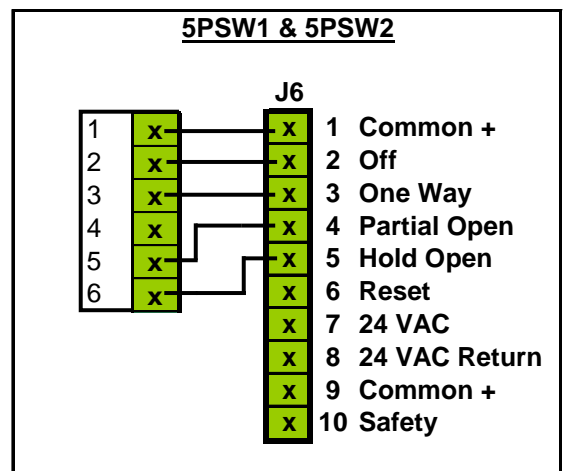 5PSW1 & 5PSW2
J6
1 x x 1 Common +
2 x x 2 Off
3 x x 3 One Way
4 x x 4 Partial Open
5 x x 5 Hold Open
6 x x 6 Reset
x 7 24 VAC
x 8 24 VAC Return
x 9 Common +
x 10 Safety